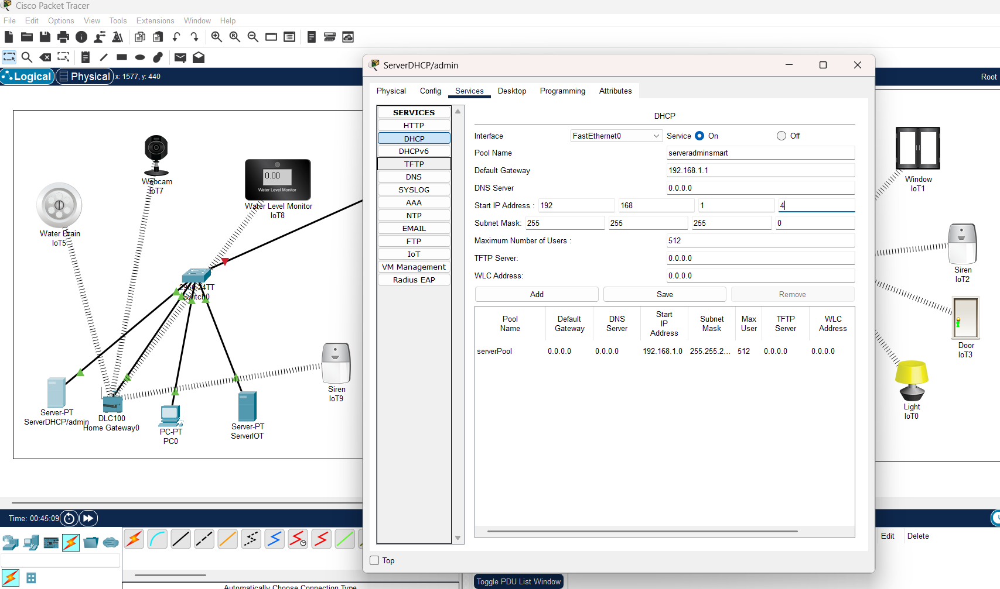 Cisco Packet Tracer
File Edit Options View Tools Extensions Window Help
Logical Physical x: 1577, y: 440
Root
Webcam
IoT7
0.00
Water Level Monitor
Water Level Monitor
IoT8
Water Drain
IoT5
2960-24TT
Switch0
Siren
IoT9
Server-PT
ServerDHCP/admin
DLC100
Home Gateway0
PC-PT
PC0
Server-PT
ServerIOT
ServerDHCP/admin
Physical Config Services Desktop Programming Attributes
SERVICES
HTTP
DHCP
DHCPv6
TFTP
DNS
SYSLOG
AAA
NTP
EMAIL
FTP
IoT
VM Management
Radius EAP
DHCP
Interface FastEthernet0 Service On Off
Pool Name serveradminsmart
Default Gateway 192.168.1.1
DNS Server 0.0.0.0
Start IP Address : 192 168 1 4
Subnet Mask: 255 255 255 0
Maximum Number of Users : 512
TFTP Server: 0.0.0.0
WLC Address: 0.0.0.0
Add Save Remove
Pool Name Default Gateway DNS Server Start IP Address Subnet Mask Max User TFTP Server WLC Address
serverPool 0.0.0.0 0.0.0.0 192.168.1.0 255.255.2... 512 0.0.0.0 0.0.0.0
Top
Window
IoT1
Siren
IoT2
Door
IoT3
Light
IoT0
Time: 00:45:09
Edit Delete
Toggle PDU List Window
Automatically Choose Connection Type